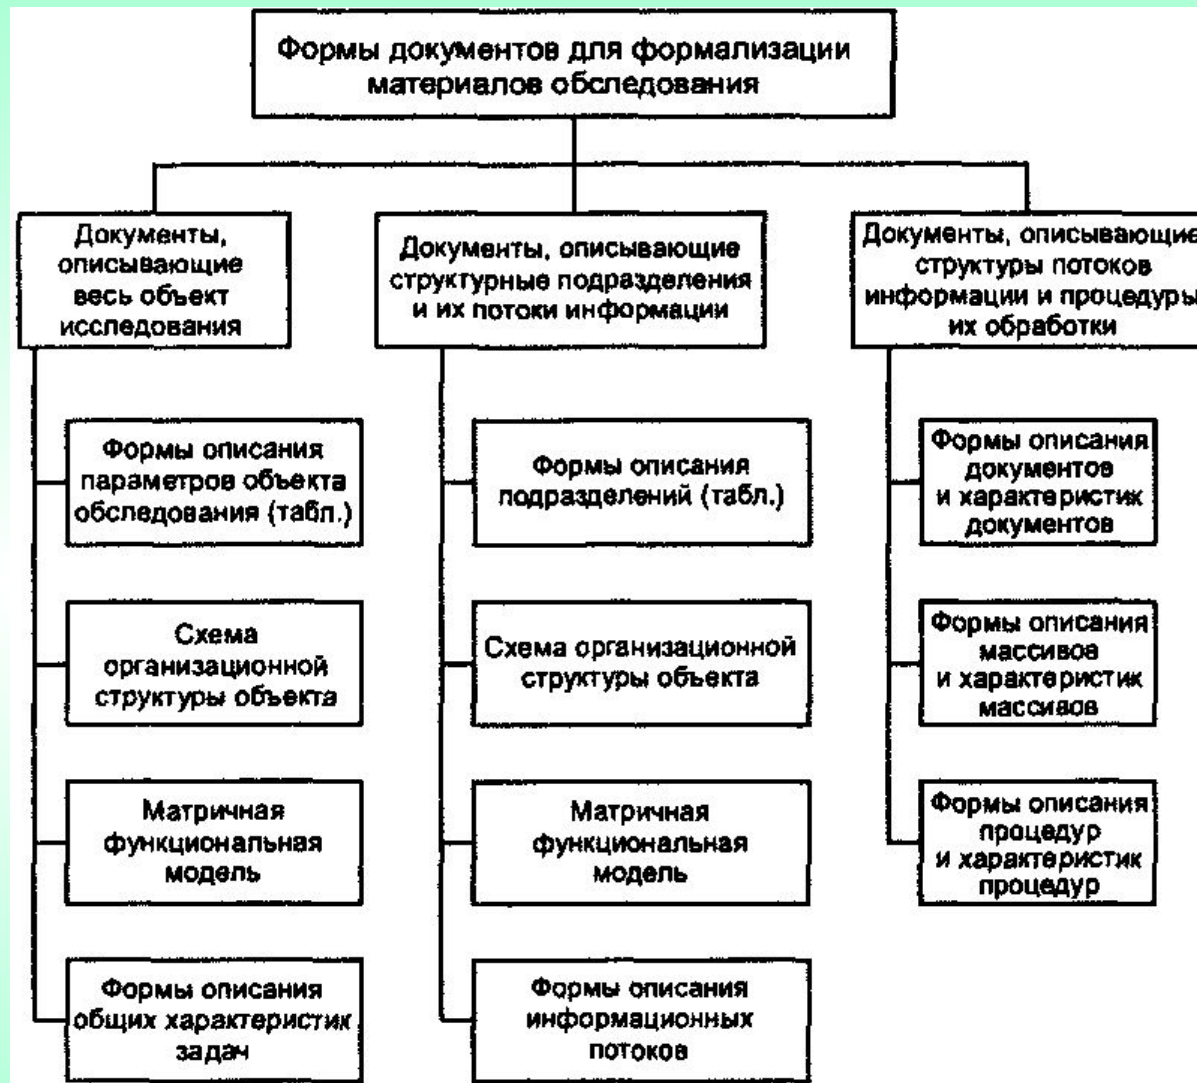 Формы документов для формализации
материалов обследования
Документы,
описывающие
весь объект
исследования
Формы описания
параметров объекта
обследования (табл.)
Схема
организационной
структуры объекта
Матричная
функциональная
модель
Формы описания
общих характеристик
задач
Документы, описывающие
структурные подразделения
и их потоки информации
Формы описания
подразделений (табл.)
Схема организационной
структуры объекта
Матричная
функциональная
модель
Формы описания
информационных
потоков
Документы, описывающие
структуры потоков
информации и процедуры
их обработки
Формы описания
документов
и характеристик
документов
Формы описания
массивов
и характеристик
массивов
Формы описания
процедур
и характеристик
процедур